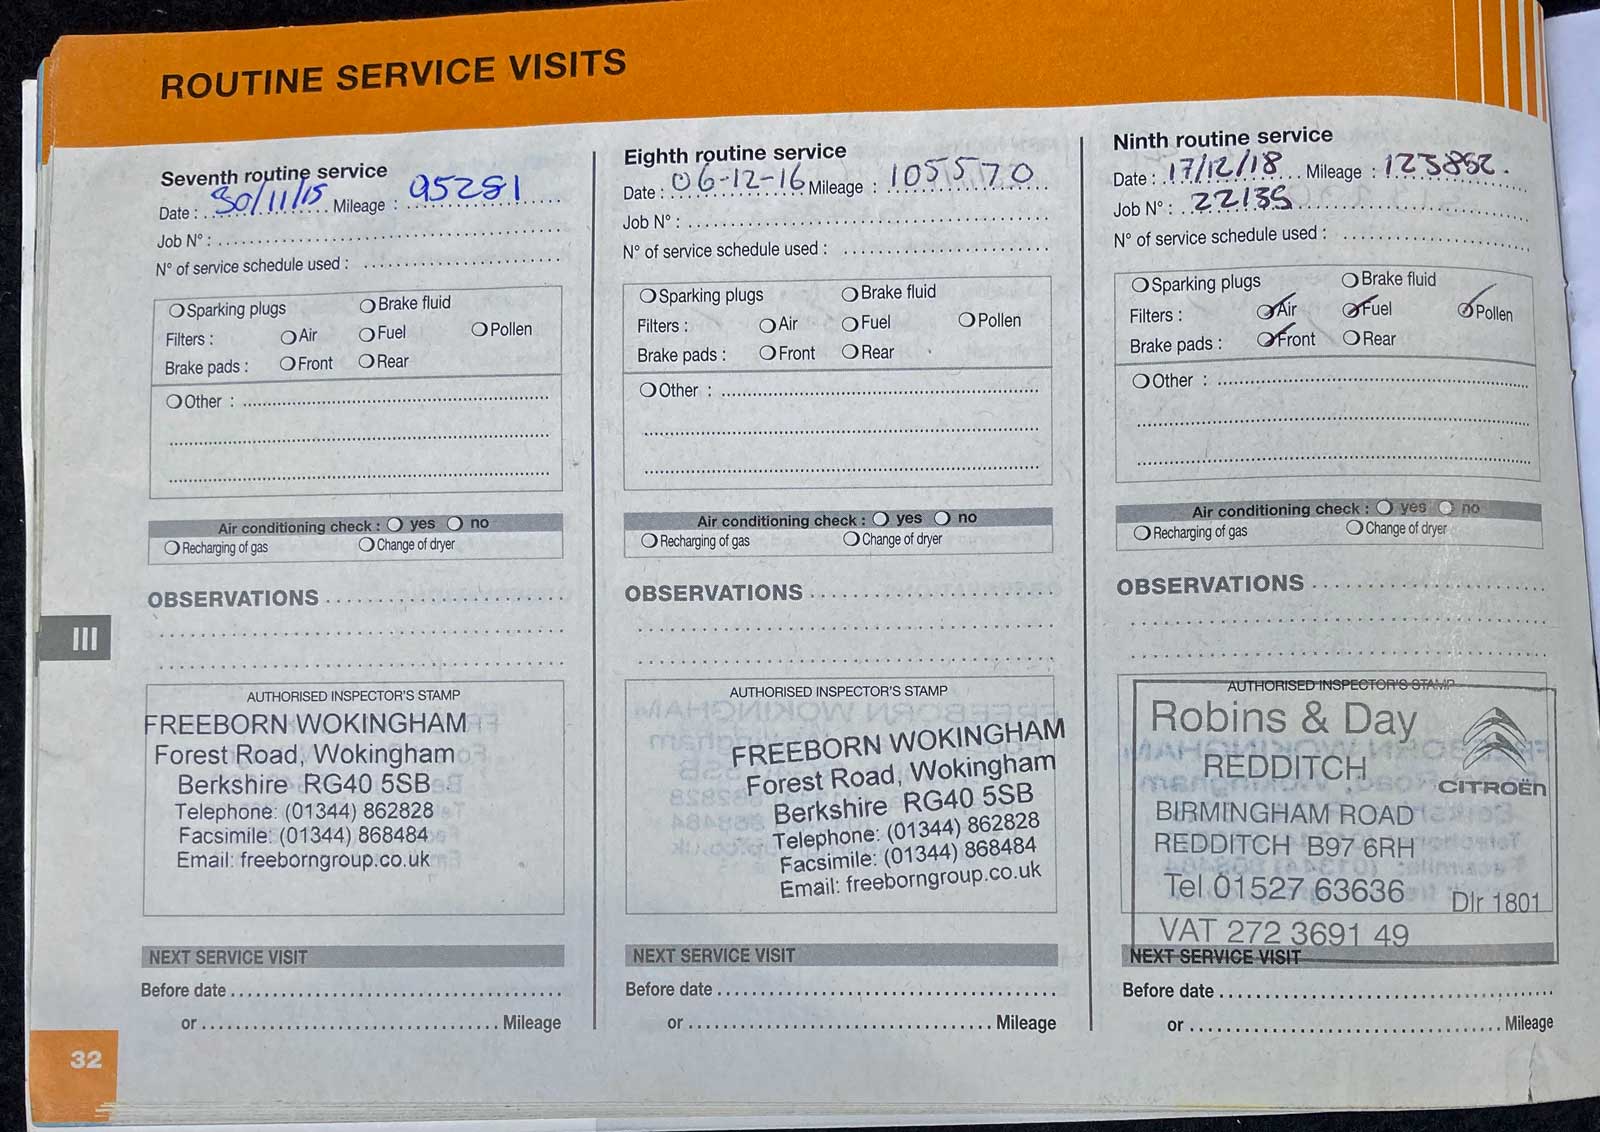 ROUTINE SERVICE VISITS
Seventh routine service
Date : 30/11/15 Mileage : 95281
Job N° :
N° of service schedule used :
Sparking plugs Brake fluid
Filters : Air Fuel Pollen
Brake pads : Front Rear
Other :
Air conditioning check : yes no
Recharging of gas Change of dryer
OBSERVATIONS
AUTHORISED INSPECTOR'S STAMP
FREEBORN WOKINGHAM
Forest Road, Wokingham
Berkshire RG40 5SB
Telephone: (01344) 862828
Facsimile: (01344) 868484
Email: freeborngroup.co.uk
NEXT SERVICE VISIT
Before date
or Mileage
Eighth routine service
Date : 06-12-16 Mileage : 105570
Job N° :
N° of service schedule used :
Sparking plugs Brake fluid
Filters : Air Fuel Pollen
Brake pads : Front Rear
Other :
Air conditioning check : yes no
Recharging of gas Change of dryer
OBSERVATIONS
AUTHORISED INSPECTOR'S STAMP
FREEBORN WOKINGHAM
Forest Road, Wokingham
Berkshire RG40 5SB
Telephone: (01344) 862828
Facsimile: (01344) 868484
Email: freeborngroup.co.uk
NEXT SERVICE VISIT
Before date
or Mileage
Ninth routine service
Date : 17/12/18 Mileage : 123852.
Job N° : 22135
N° of service schedule used :
Sparking plugs Brake fluid
Filters : Air Fuel Pollen
Brake pads : Front Rear
Other :
Air conditioning check : yes no
Recharging of gas Change of dryer
OBSERVATIONS
AUTHORISED INSPECTOR'S STAMP
Robins & Day
REDDITCH
CITROËN
BIRMINGHAM ROAD
REDDITCH B97 6RH
Tel 01527 63636
Dlr 1801
VAT 272 3691 49
NEXT SERVICE VISIT
Before date
or Mileage
III
32